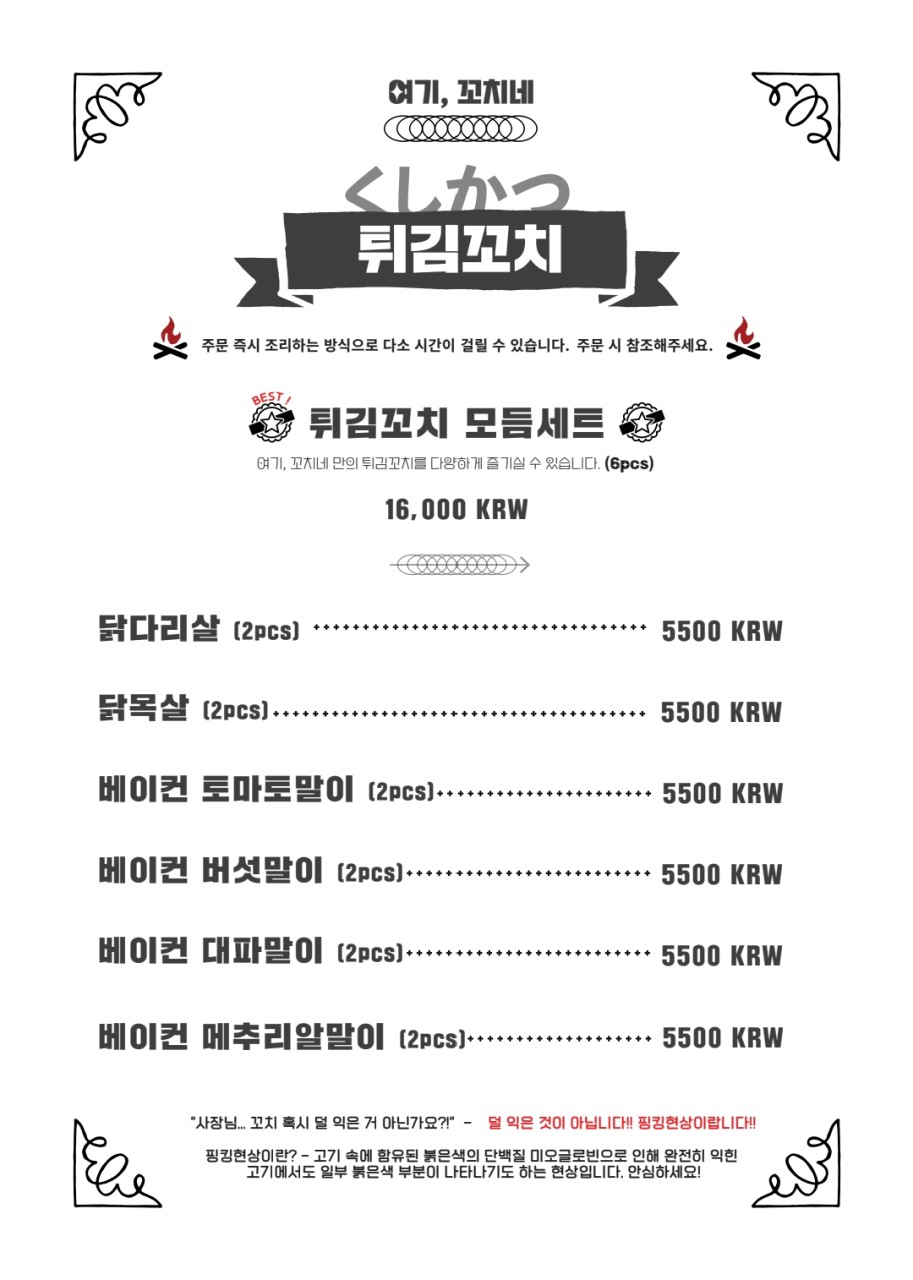 여기, 꼬치네
くしかつ
튀김꼬치
주문 즉시 조리하는 방식으로 다소 시간이 걸릴 수 있습니다. 주문 시 참조해주세요.
BEST !
튀김꼬치 모듬세트
여기, 꼬치네 만의 튀김꼬치를 다양하게 즐기실 수 있습니다. (6pcs)
16,000 KRW
닭다리살 (2pcs) 5500 KRW
닭목살 (2pcs) 5500 KRW
베이컨 토마토말이 (2pcs) 5500 KRW
베이컨 버섯말이 (2pcs) 5500 KRW
베이컨 대파말이 (2pcs) 5500 KRW
베이컨 메추리알말이 (2pcs) 5500 KRW
"사장님... 꼬치 혹시 덜 익은 거 아닌가요?!" - 덜 익은 것이 아닙니다!! 핑킹현상이랍니다!!
핑킹현상이란? - 고기 속에 함유된 붉은색의 단백질 미오글로빈으로 인해 완전히 익힌
고기에서도 일부 붉은색 부분이 나타나기도 하는 현상입니다. 안심하세요!